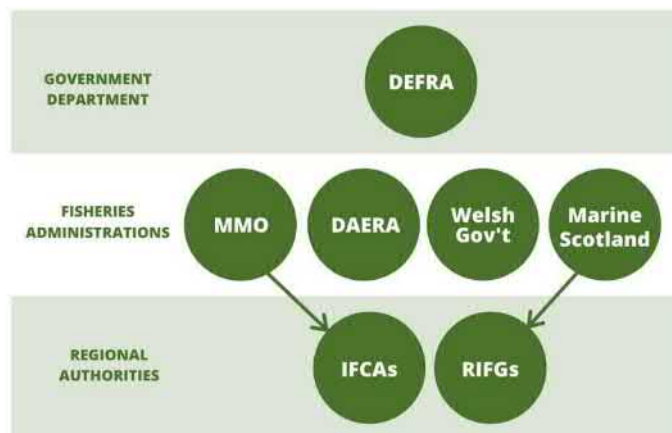 GOVERNMENT
DEPARTMENT
DEFRA
FISHERIES
ADMINISTRATIONS
MMO
DAERA
Welsh
Gov't
Marine
Scotland
REGIONAL
AUTHORITIES
IFCAs
RIFGs